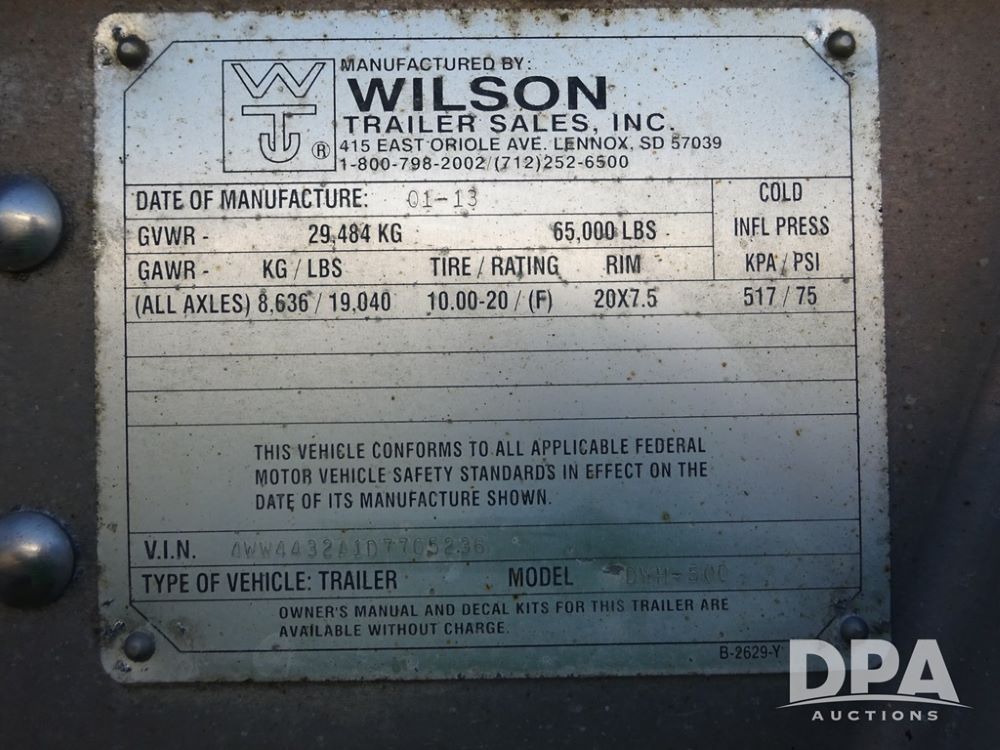 MANUFACTURED BY:
WILSON
TRAILER SALES, INC.
WTJ ®
415 EAST ORIOLE AVE. LENNOX, SD 57039
1-800-798-2002/(712)252-6500
DATE OF MANUFACTURE: 01-13
COLD
INFL PRESS
GVWR - 29,484 KG 65,000 LBS
GAWR - KG / LBS TIRE / RATING RIM KPA / PSI
(ALL AXLES) 8,636 / 19,040 10.00-20 / (F) 20X7.5 517 / 75
THIS VEHICLE CONFORMS TO ALL APPLICABLE FEDERAL
MOTOR VEHICLE SAFETY STANDARDS IN EFFECT ON THE
DATE OF ITS MANUFACTURE SHOWN.
V.I.N. 4WW4432A1D7705236
TYPE OF VEHICLE: TRAILER MODEL DWH-500
OWNER'S MANUAL AND DECAL KITS FOR THIS TRAILER ARE
AVAILABLE WITHOUT CHARGE.
B-2629-Y
DPA
AUCTIONS